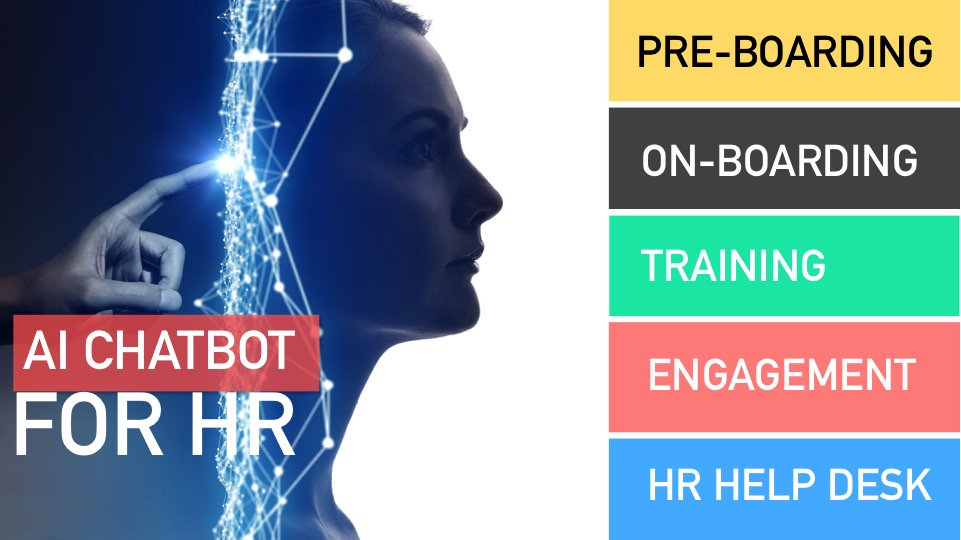 AI CHATBOT
FOR HR
PRE-BOARDING
ON-BOARDING
TRAINING
ENGAGEMENT
HR HELP DESK